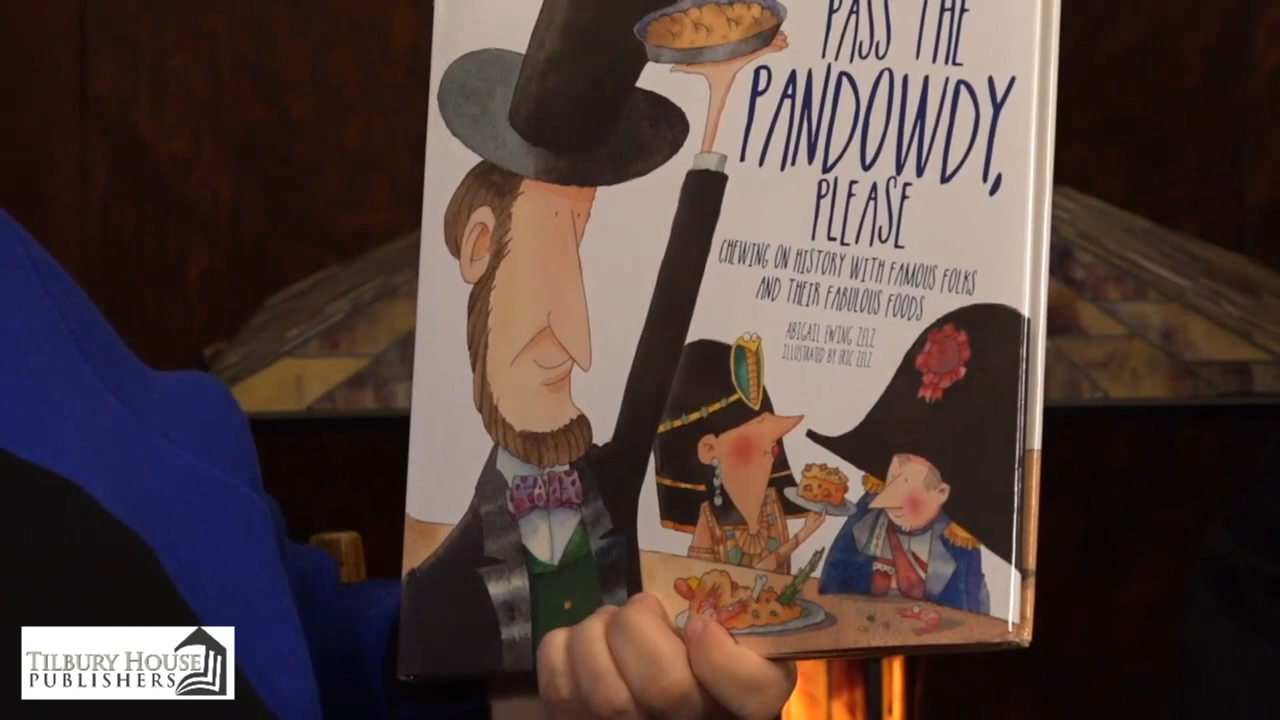 PASS THE
PANDOWDY,
PLEASE
CHEWING ON HISTORY WITH FAMOUS FOLKS
AND THEIR FABULOUS FOODS
ABIGAIL EWING ZELZ
ILLUSTRATED BY ERIC ZELZ
TILBURY HOUSE
PUBLISHERS